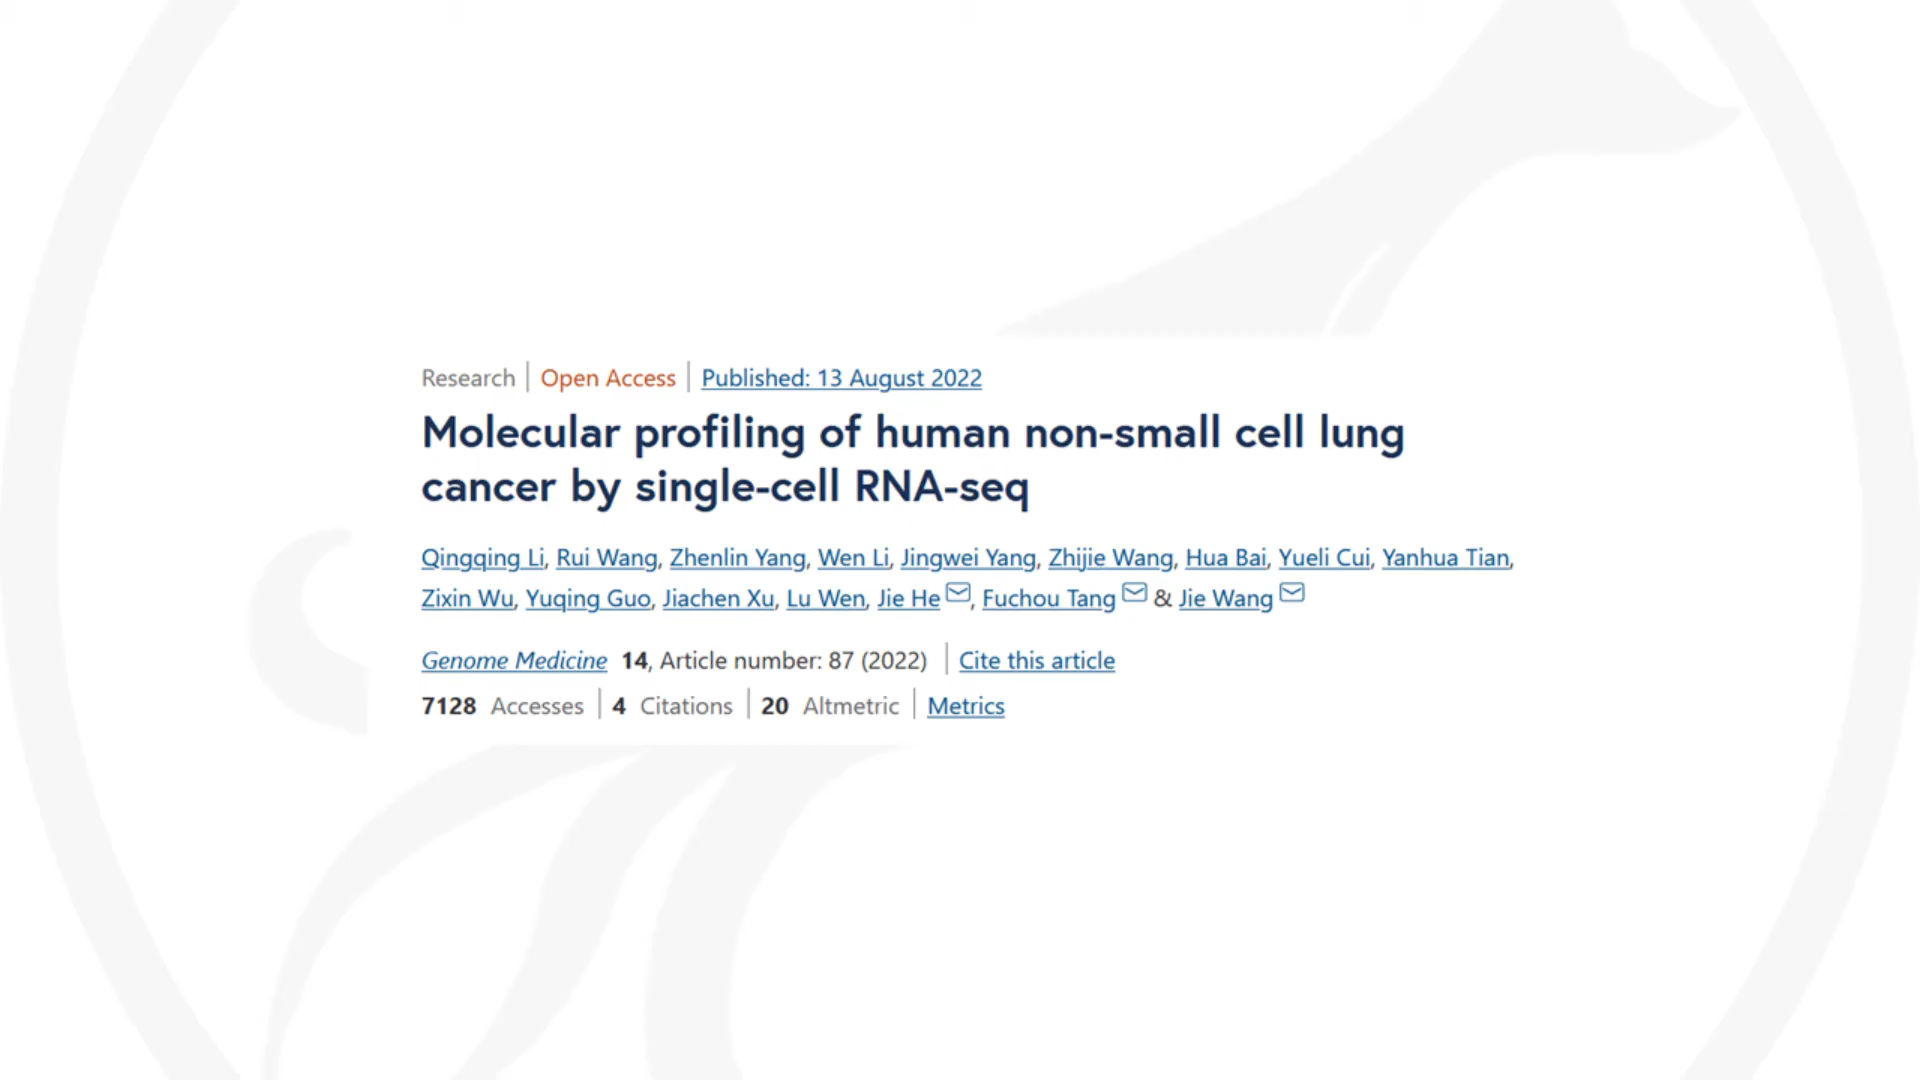 Research | Open Access | Published: 13 August 2022
Molecular profiling of human non-small cell lung
cancer by single-cell RNA-seq
Qingqing Li, Rui Wang, Zhenlin Yang, Wen Li, Jingwei Yang, Zhijie Wang, Hua Bai, Yueli Cui, Yanhua Tian,
Zixin Wu, Yuqing Guo, Jiachen Xu, Lu Wen, Jie He, Fuchou Tang & Jie Wang
Genome Medicine 14, Article number: 87 (2022) | Cite this article
7128 Accesses | 4 Citations | 20 Altmetric | Metrics